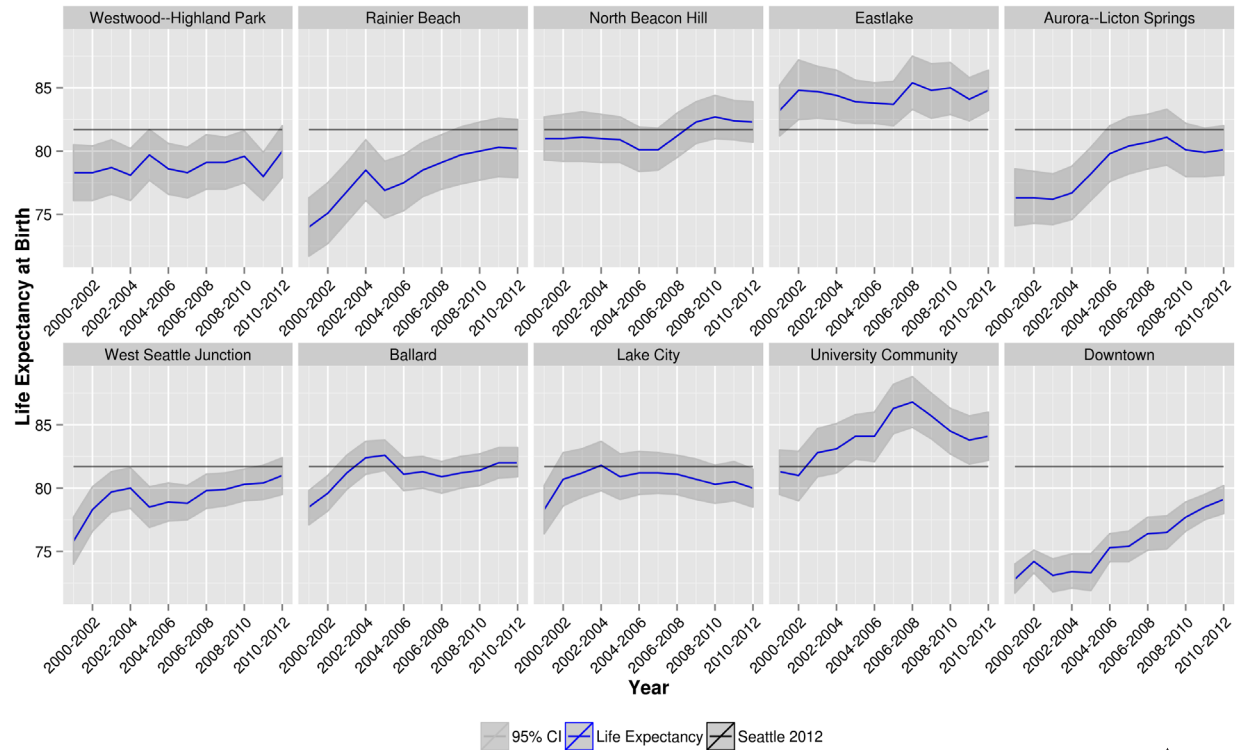 Westwood--Highland Park Rainier Beach North Beacon Hill Eastlake Aurora--Licton Springs
85
80
75
2000-2002 2002-2004 2004-2006 2006-2008 2008-2010 2010-2012 2000-2002 2002-2004 2004-2006 2006-2008 2008-2010 2010-2012 2000-2002 2002-2004 2004-2006 2006-2008 2008-2010 2010-2012 2000-2002 2002-2004 2004-2006 2006-2008 2008-2010 2010-2012 2000-2002 2002-2004 2004-2006 2006-2008 2008-2010 2010-2012
Life Expectancy at Birth
West Seattle Junction Ballard Lake City University Community Downtown
85
80
75
2000-2002 2002-2004 2004-2006 2006-2008 2008-2010 2010-2012 2000-2002 2002-2004 2004-2006 2006-2008 2008-2010 2010-2012 2000-2002 2002-2004 2004-2006 2006-2008 2008-2010 2010-2012 2000-2002 2002-2004 2004-2006 2006-2008 2008-2010 2010-2012 2000-2002 2002-2004 2004-2006 2006-2008 2008-2010 2010-2012
Year
95% CI Life Expectancy Seattle 2012